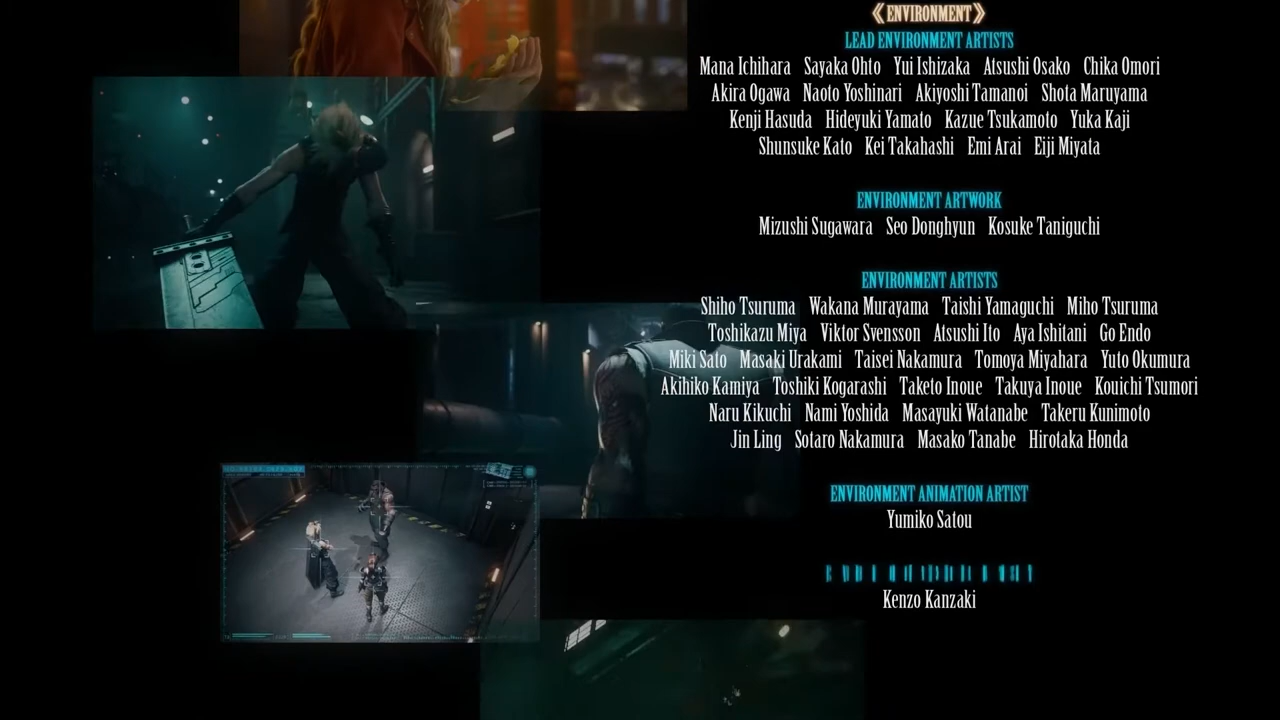 《ENVIRONMENT》
LEAD ENVIRONMENT ARTISTS
Mana Ichihara Sayaka Ohto Yui Ishizaka Atsushi Osako Chika Omori
Akira Ogawa Naoto Yoshinari Akiyoshi Tamanoi Shota Maruyama
Kenji Hasuda Hideyuki Yamato Kazue Tsukamoto Yuka Kaji
Shunsuke Kato Kei Takahashi Emi Arai Eiji Miyata
ENVIRONMENT ARTWORK
Mizushi Sugawara Seo Donghyun Kosuke Taniguchi
ENVIRONMENT ARTISTS
Shiho Tsuruma Wakana Murayama Taishi Yamaguchi Miho Tsuruma
Toshikazu Miya Viktor Svensson Atsushi Ito Aya Ishitani Go Endo
Miki Sato Masaki Urakami Taisei Nakamura Tomoya Miyahara Yuto Okumura
Akihiko Kamiya Toshiki Kogarashi Taketo Inoue Takuya Inoue Kouichi Tsumori
Naru Kikuchi Nami Yoshida Masayuki Watanabe Takeru Kunimoto
Jin Ling Sotaro Nakamura Masako Tanabe Hirotaka Honda
ENVIRONMENT ANIMATION ARTIST
Yumiko Satou
Kenzo Kanzaki